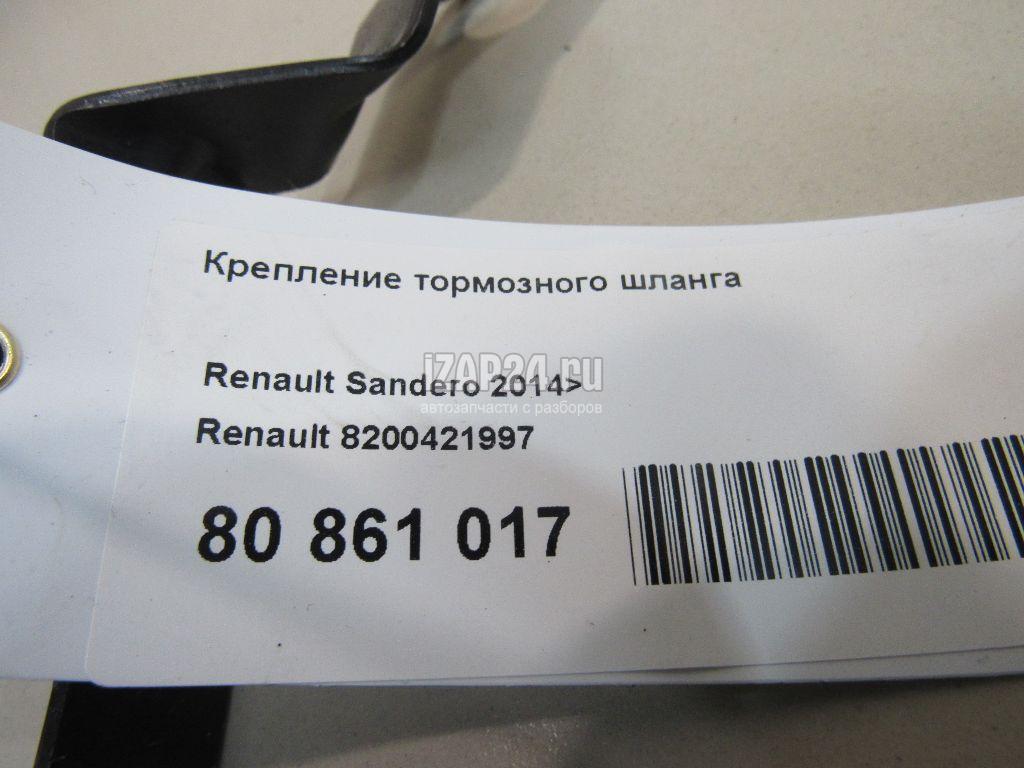 Крепление тормозного шланга
iZAP24.ru
Renault Sandero 2014>
автозапчасти с разборов
Renault 8200421997
80 861 017